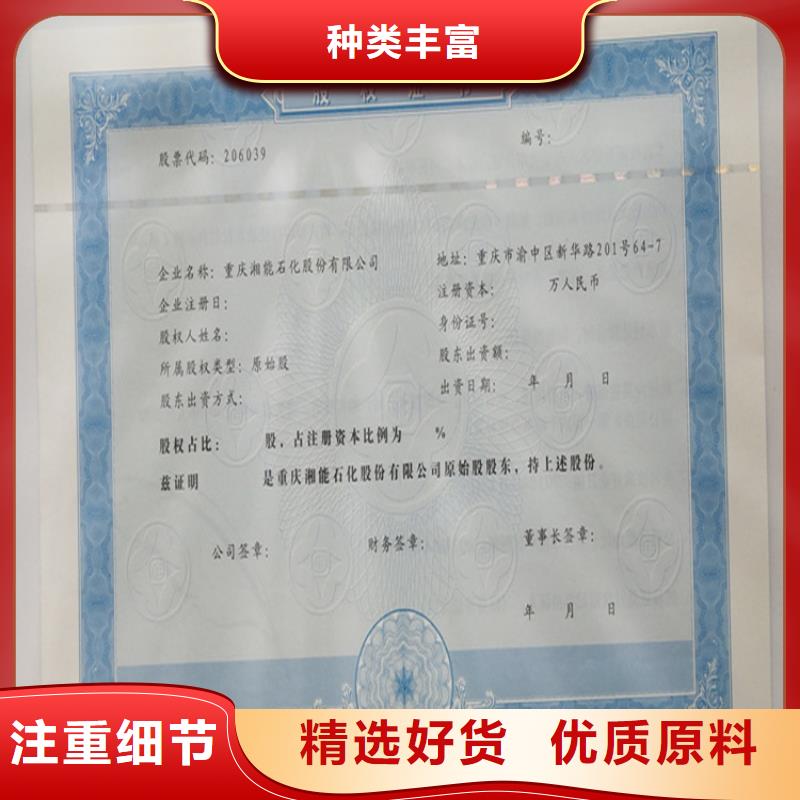 种类丰富
股权证书
股票代码：206039
编号：
企业名称：重庆湘能石化股份有限公司
地址：重庆市渝中区新华路201号64-7
企业注册日：
注册资本： 万人民币
股权人姓名：
身份证号：
所属股权类型：原始股
股东出资额：
股东出资方式：
出资日期： 年 月 日
股权占比： 股，占注册资本比例为 %
兹证明 是重庆湘能石化股份有限公司原始股股东，持上述股份。
公司签章：
财务签章：
董事长签章：
年 月 日
注重细节
精选好货 优质原料